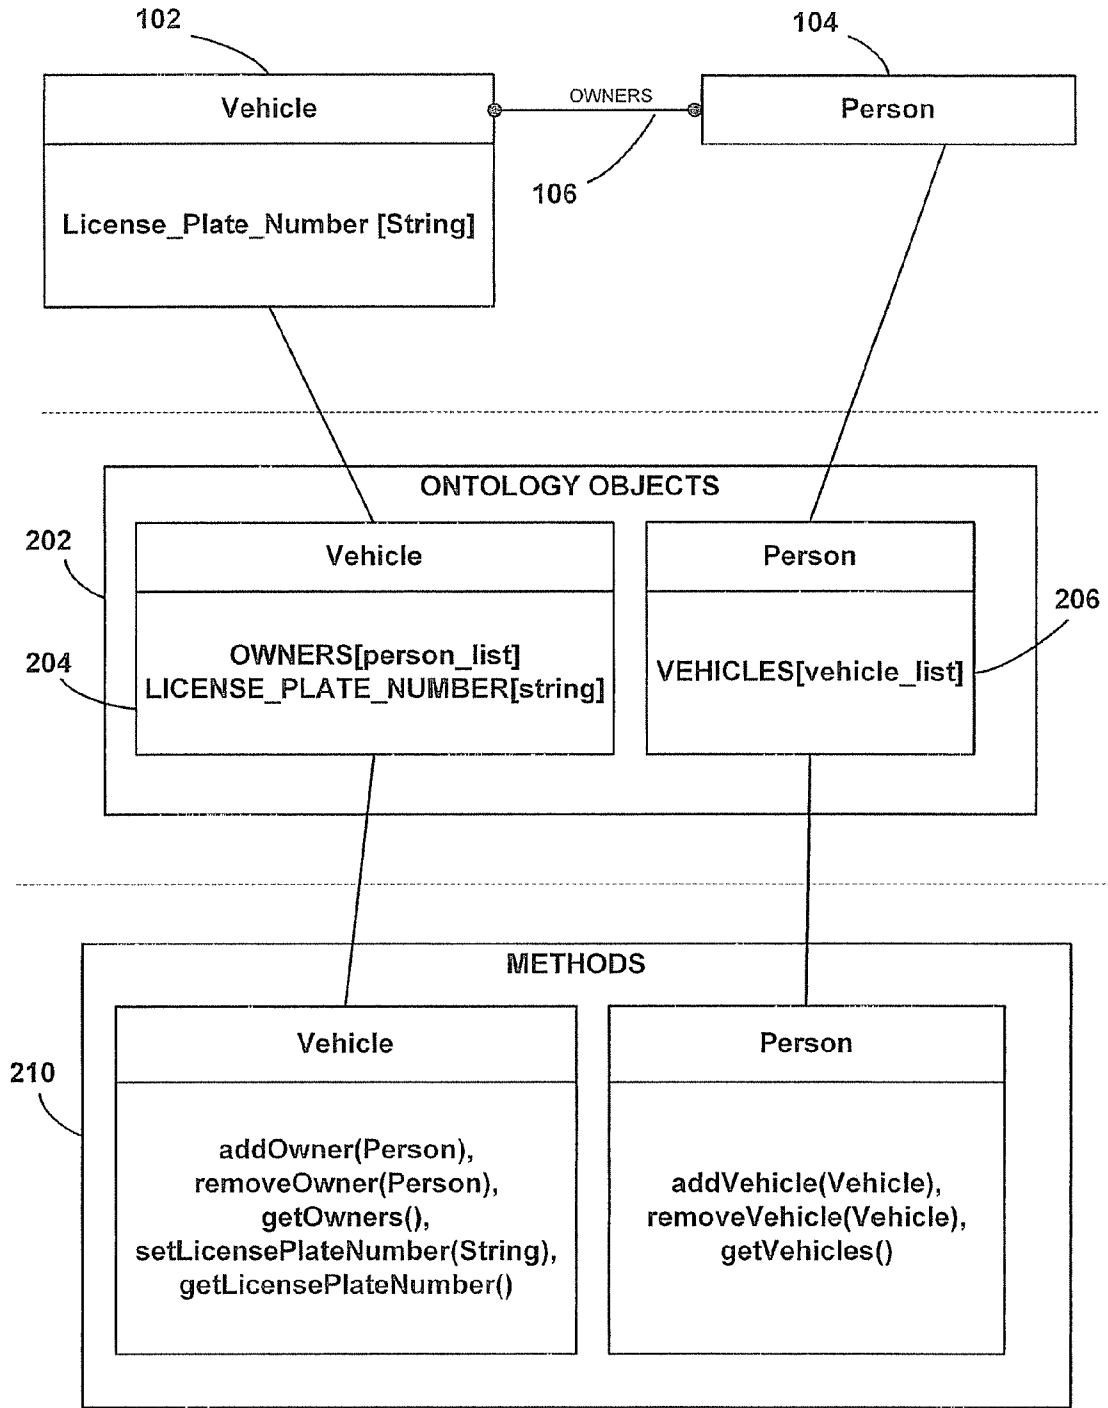 102
104
Vehicle
OWNERS
Person
106
License_Plate_Number [String]
ONTOLOGY OBJECTS
202
Vehicle
Person
206
204
OWNERS[person_list]
LICENSE_PLATE_NUMBER[string]
VEHICLES[vehicle_list]
METHODS
210
Vehicle
Person
addOwner(Person),
removeOwner(Person),
getOwners(),
setLicensePlateNumber(String),
getLicensePlateNumber()
addVehicle(Vehicle),
removeVehicle(Vehicle),
getVehicles()